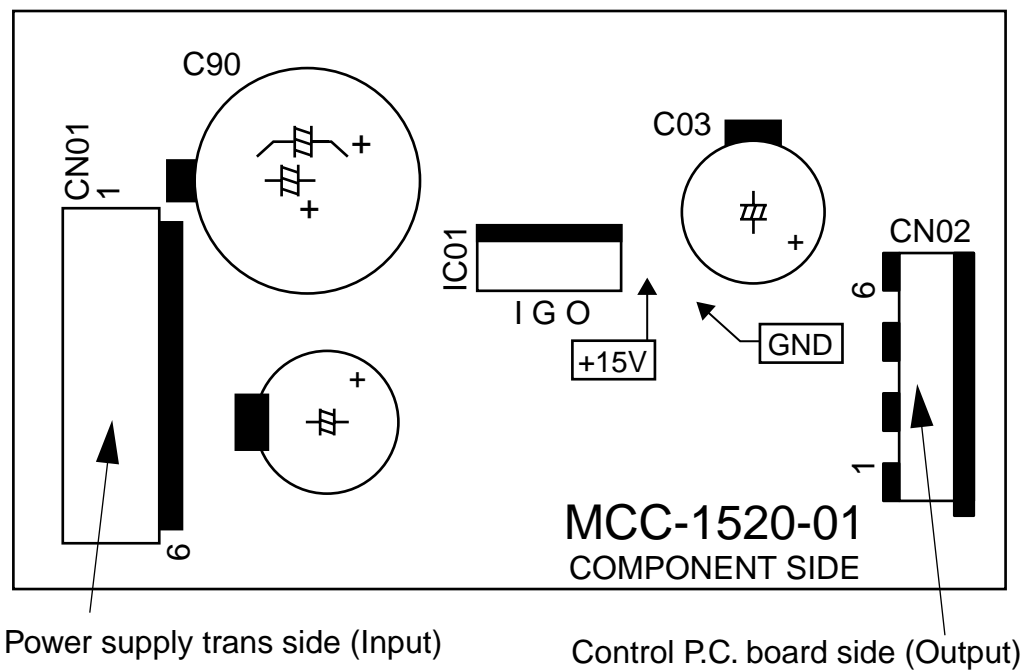 C90
CN01
1
6
+
+
+
IC01
I G O
+15V
C03
+
GND
CN02
6
1
MCC-1520-01
COMPONENT SIDE
Power supply trans side (Input)
Control P.C. board side (Output)